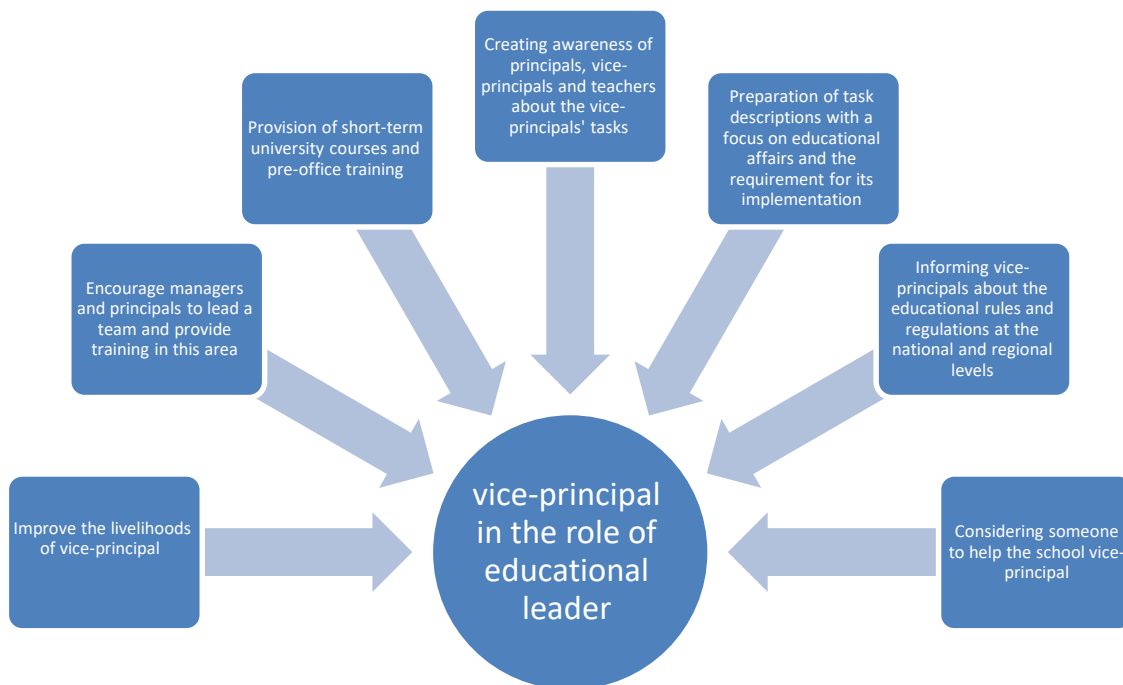 Creating awareness of
principals, vice-
principals and teachers
about the vice-
principals' tasks
Provision of short-term
university courses and
pre-office training
Preparation of task
descriptions with a
focus on educational
affairs and the
requirement for its
implementation
Encourage managers
and principals to lead a
team and provide
training in this area
Informing vice-
principals about the
educational rules and
regulations at the
national and regional
levels
Improve the livelihoods
of vice-principal
vice-principal
in the role of
educational
leader
Considering someone
to help the school vice-
principal